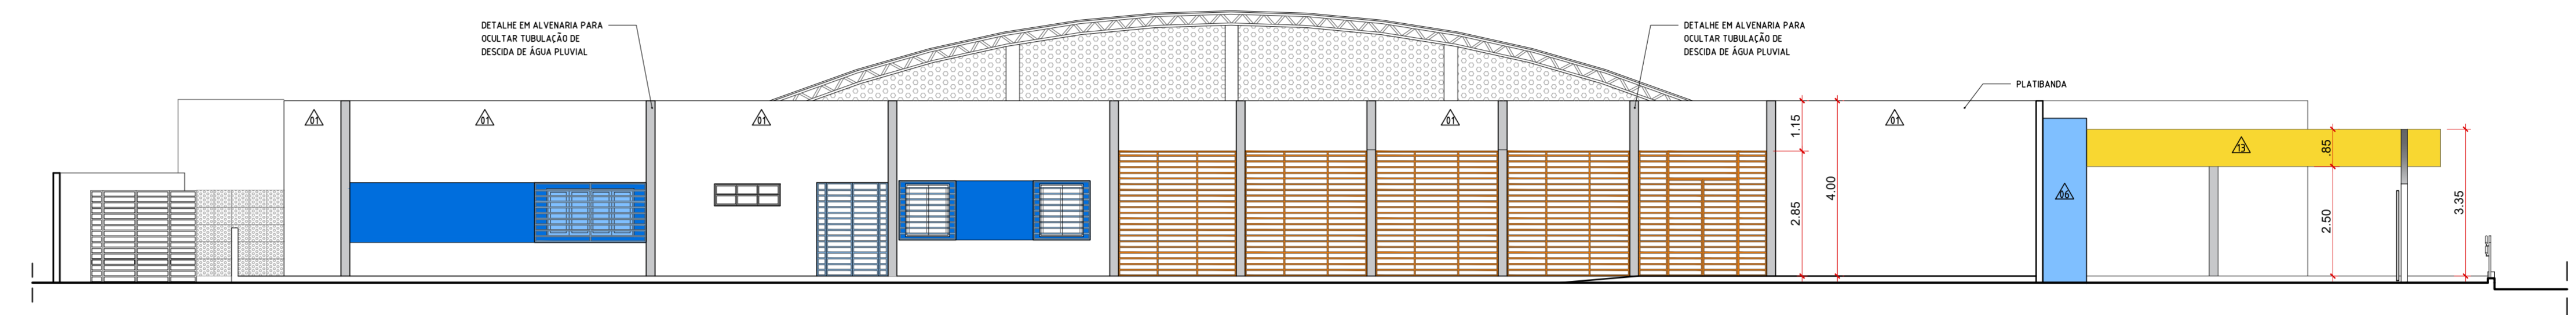 DETALHE EM ALVENARIA PARA
OCULTAR TUBULAÇÃO DE
DESCIDA DE ÁGUA PLUVIAL
DETALHE EM ALVENARIA PARA
OCULTAR TUBULAÇÃO DE
DESCIDA DE ÁGUA PLUVIAL
PLATIBANDA
01
01
01
01
01
13
06
1.15
4.00
2.85
.85
2.50
3.35